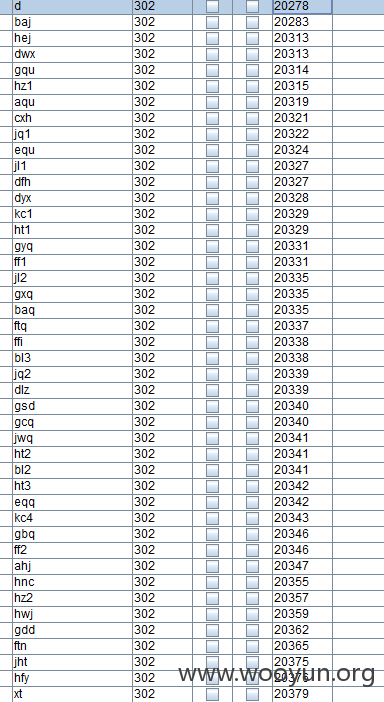 d 302 20278
baj 302 20283
hej 302 20313
dwx 302 20313
gqu 302 20314
hz1 302 20315
aqu 302 20319
cxh 302 20321
jq1 302 20322
equ 302 20324
jl1 302 20327
dfh 302 20327
dyx 302 20328
kc1 302 20329
ht1 302 20329
gyq 302 20331
ff1 302 20331
jl2 302 20335
gxq 302 20335
baq 302 20335
ftq 302 20337
ffi 302 20338
bl3 302 20338
jq2 302 20339
dlz 302 20339
gsd 302 20340
gcq 302 20340
jwq 302 20341
ht2 302 20341
bl2 302 20341
ht3 302 20342
eqq 302 20342
kc4 302 20343
gbq 302 20346
ff2 302 20346
ahj 302 20347
hnc 302 20355
hz2 302 20357
hwj 302 20359
gdd 302 20362
ftn 302 20365
jht 302 20375
hfy 302 20376
www.wooyun.org
xt 302 20379